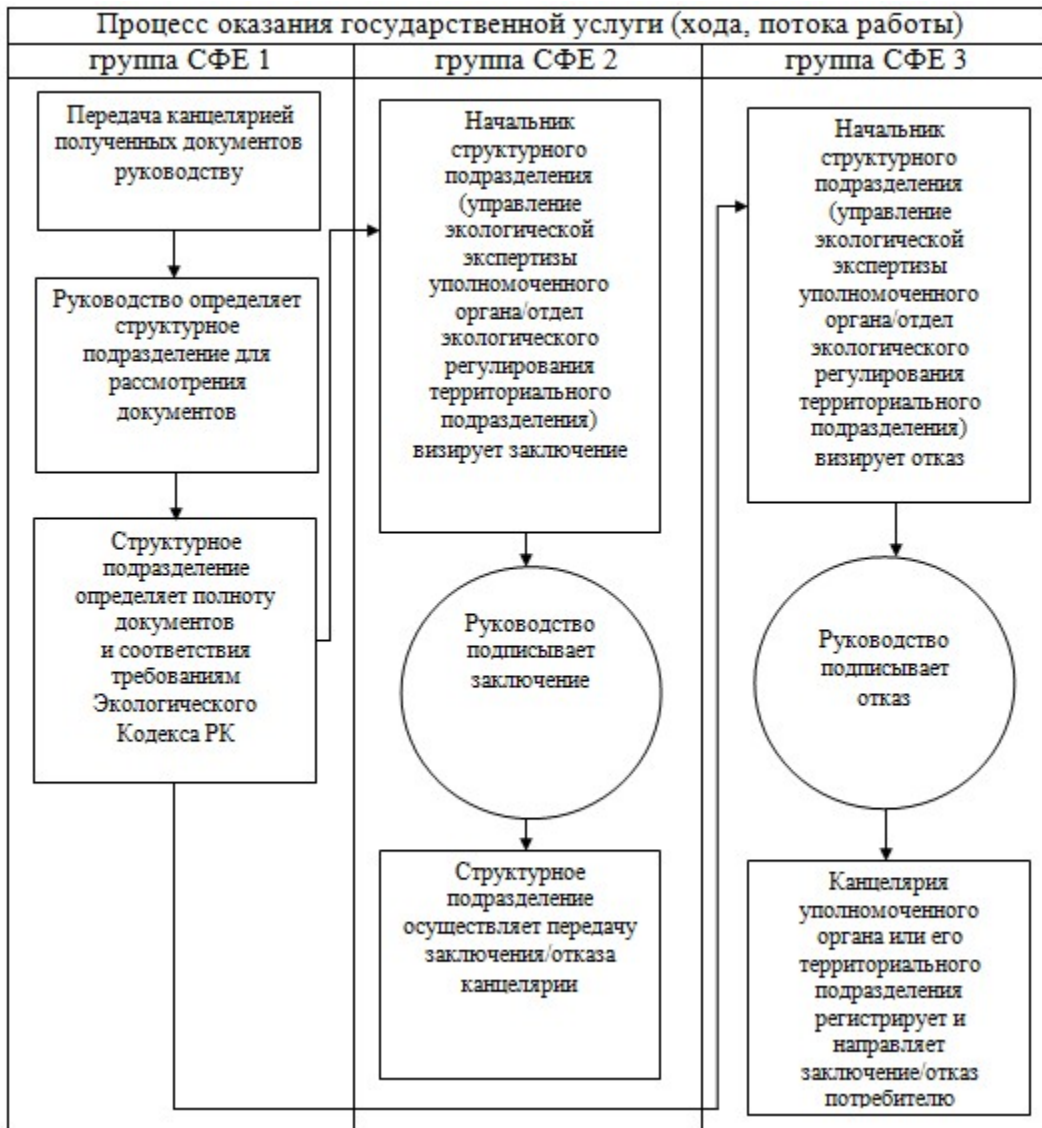 Процесс оказания государственной услуги (хода, потока работы)
группа СФЕ 1
группа СФЕ 2
группа СФЕ 3
Передача канцелярией
полученных документов
руководству
Руководство определяет
структурное
подразделение для
рассмотрения
документов
Структурное
подразделение
определяет полноту
документов
и соответствия
требованиям
Экологического
Кодекса РК
Начальник
структурного
подразделения
(управление
экологической
экспертизы
уполномоченного
органа/отдел
экологического
регулирования
территориального
подразделения)
визирует заключение
Руководство
подписывает
заключение
Структурное
подразделение
осуществляет передачу
заключения/отказа
канцелярии
Начальник
структурного
подразделения
(управление
экологической
экспертизы
уполномоченного
органа/отдел
экологического
регулирования
территориального
подразделения)
визирует отказ
Руководство
подписывает
отказ
Канцелярия
уполномоченного
органа или его
территориального
подразделения
регистрирует и
направляет
заключение/отказ
потребителю